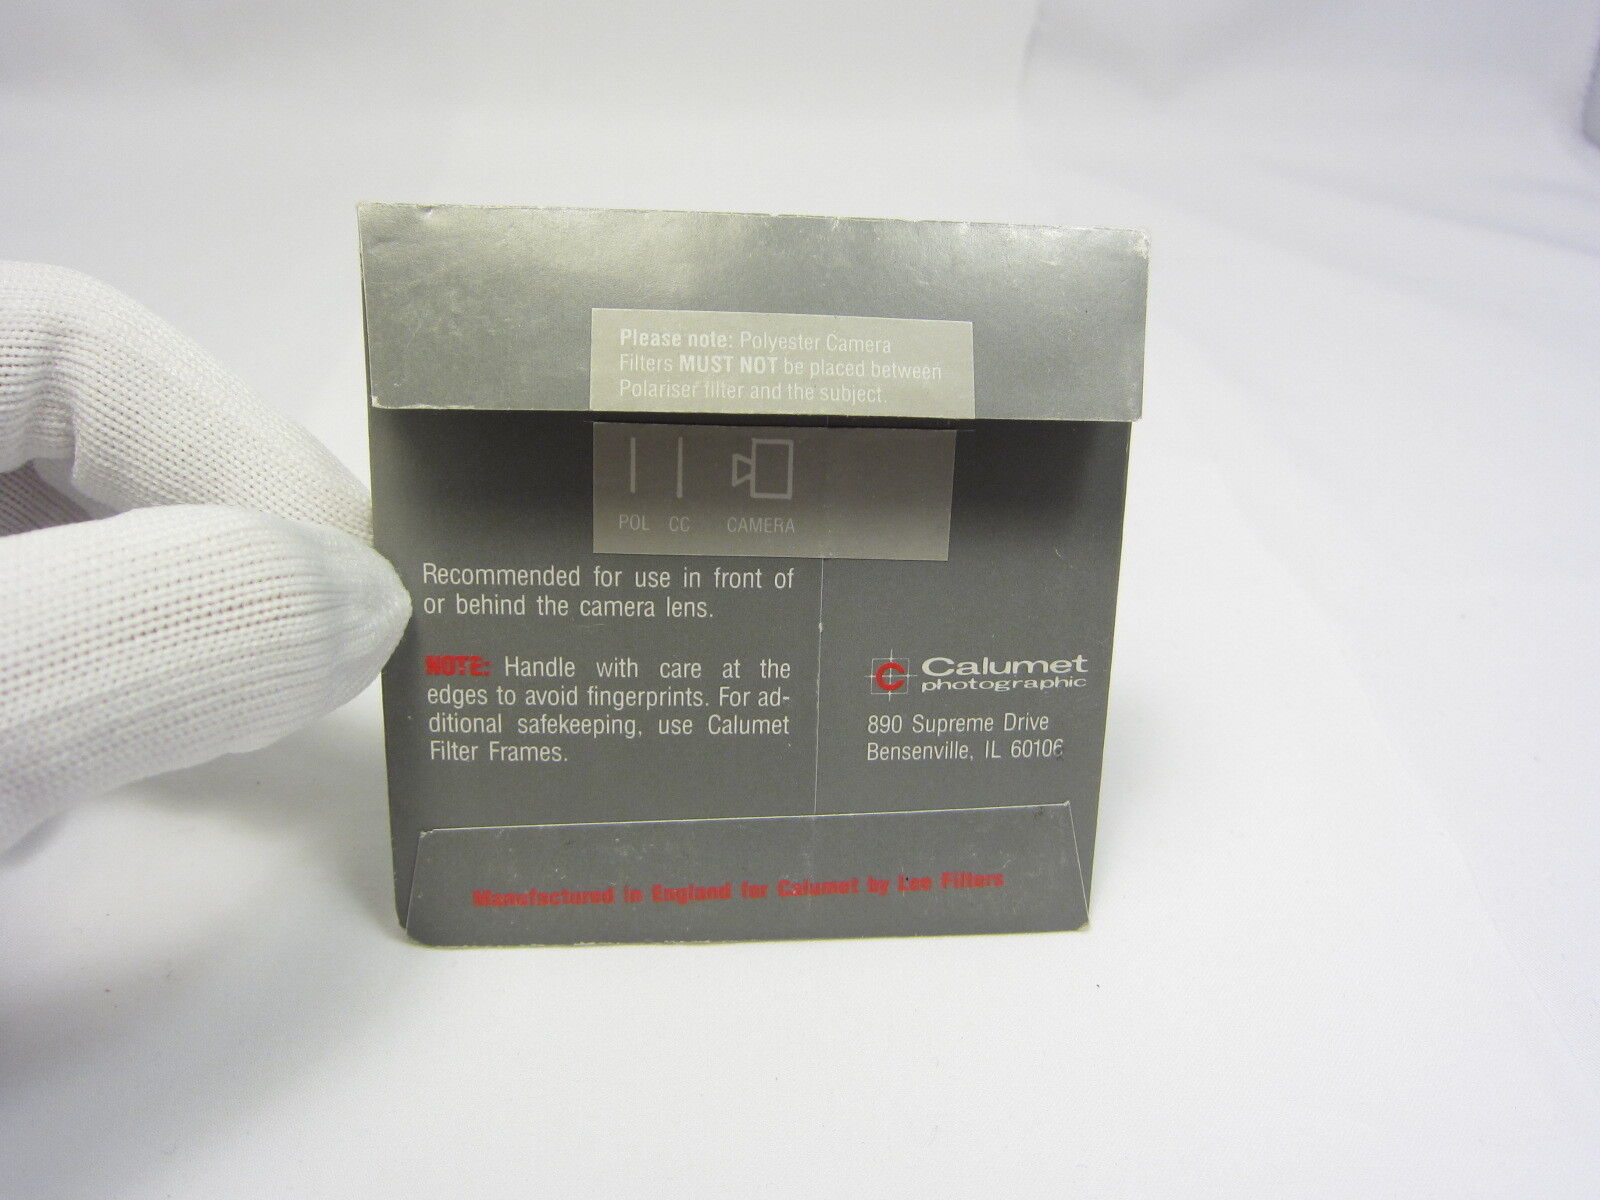 Please note: Polyester Camera
Filters MUST NOT be placed between
Polariser filter and the subject.
POL CC CAMERA
Recommended for use in front of
or behind the camera lens.
NOTE: Handle with care at the
edges to avoid fingerprints. For ad-
ditional safekeeping, use Calumet
Filter Frames.
C Calumet
photographic
890 Supreme Drive
Bensenville, IL 60106
Manufactured in England for Calumet by Lee Filters